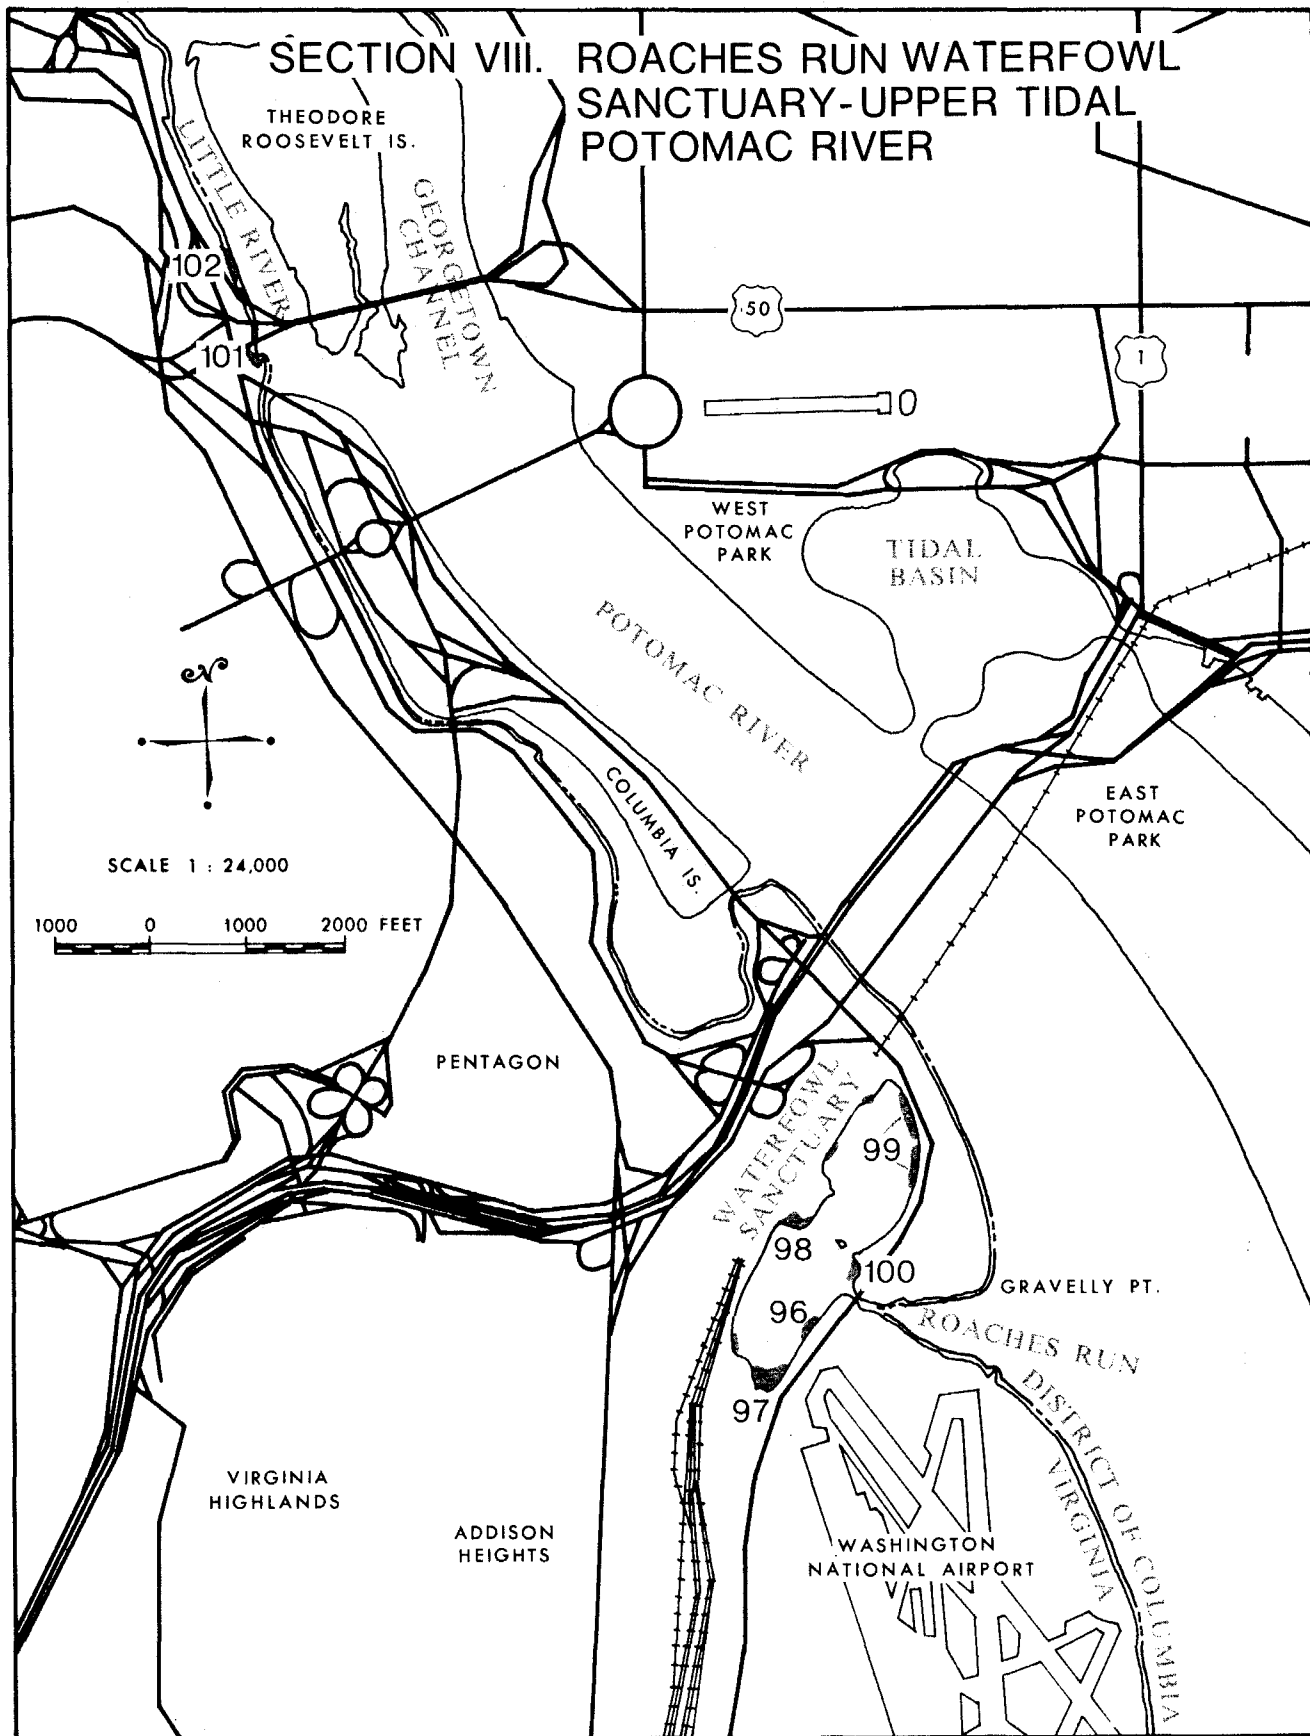 SECTION VIII. ROACHES RUN WATERFOWL
SANCTUARY-UPPER TIDAL
POTOMAC RIVER
THEODORE
ROOSEVELT IS.
LITTLE RIVER
GEORGETOWN
CHANNEL
102
101
50
1
WEST
POTOMAC
PARK
TIDAL
BASIN
POTOMAC RIVER
N
COLUMBIA IS.
EAST
POTOMAC
PARK
SCALE 1 : 24,000
1000 0 1000 2000 FEET
PENTAGON
WATERFOWL
SANCTUARY
99
98
100
96
97
GRAVELLY PT.
ROACHES RUN
DISTRICT OF COLUMBIA
VIRGINIA
VIRGINIA
HIGHLANDS
ADDISON
HEIGHTS
WASHINGTON
NATIONAL AIRPORT